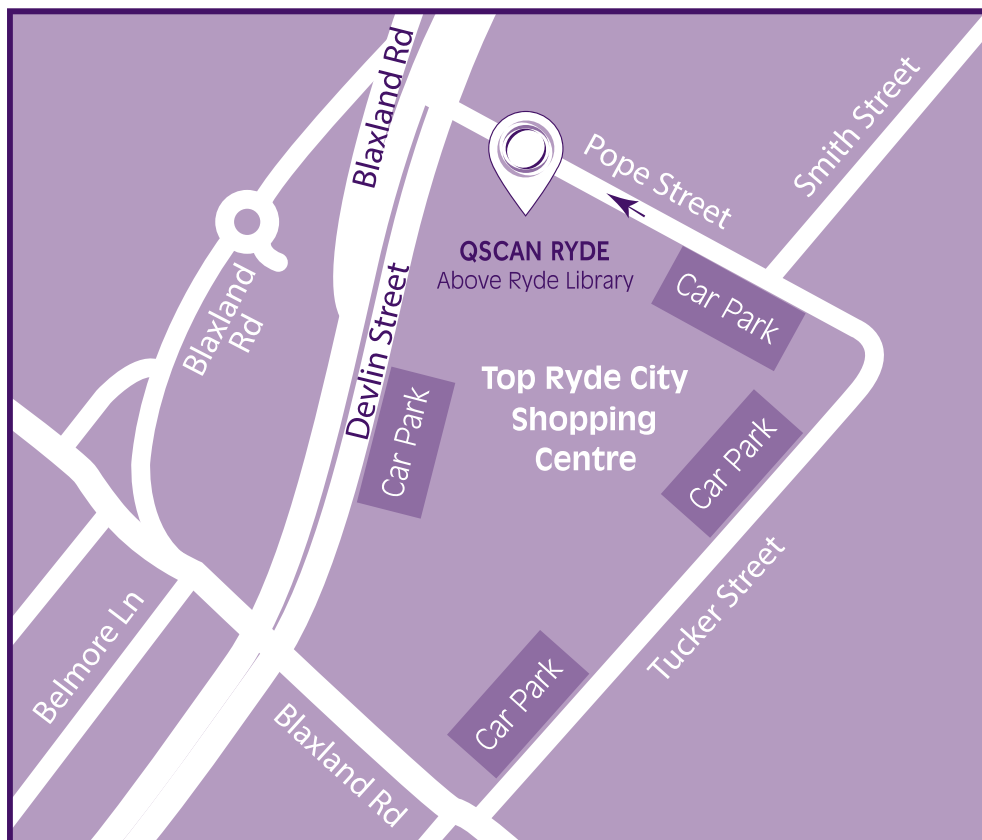 Blaxland Rd
Smith Street
Pope Street
QSCAN RYDE
Above Ryde Library
Car Park
Blaxland
Rd
Devlin Street
Top Ryde City
Shopping
Centre
Car Park
Car Park
Tucker Street
Belmore Ln
Car Park
Blaxland Rd